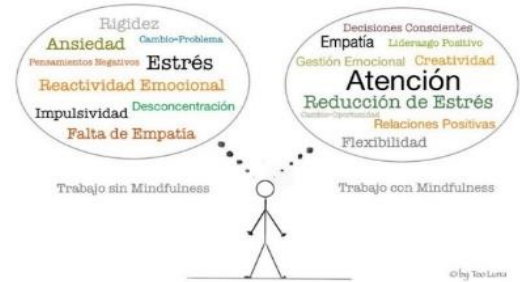 Rigidez
Ansiedad Cambio-Problema
Pensamientos Negativos Estrés
Reactividad Emocional
Impulsividad Desconcentración
Falta de Empatía
Trabajo sin Mindfulness
Decisiones Conscientes
Empatía Liderazgo Positivo
Gestión Emocional Creatividad
Atención
Reducción de Estrés
Cambio-Oportunidad
Relaciones Positivas
Flexibilidad
Trabajo con Mindfulness
© by Teo Luna